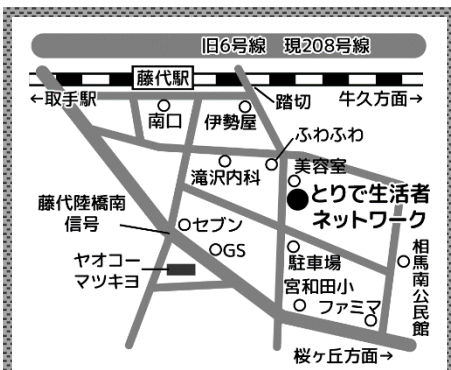 旧6号線 現208号線
藤代駅
←取手駅
踏切
牛久方面→
南口
伊勢屋
ふわふわ
滝沢内科
美容室
とりで生活者
ネットワーク
藤代陸橋南
信号
セブン
GS
ヤオコー
マツキヨ
駐車場
相馬南公民館
宮和田小
ファミマ
桜ヶ丘方面→